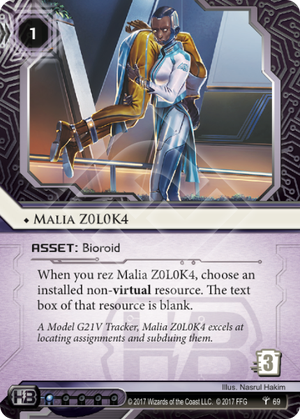 1
♦ MALIA Z0L0K4
ASSET: Bioroid
When you rez Malia Z0L0K4, choose an
installed non-virtual resource. The text
box of that resource is blank.
A Model G21V Tracker, Malia Z0L0K4 excels at
locating assignments and subduing them.
3
Illus. Nasrul Hakim
HB
© 2017 Wizards of the Coast LLC. © 2017 FFG
69